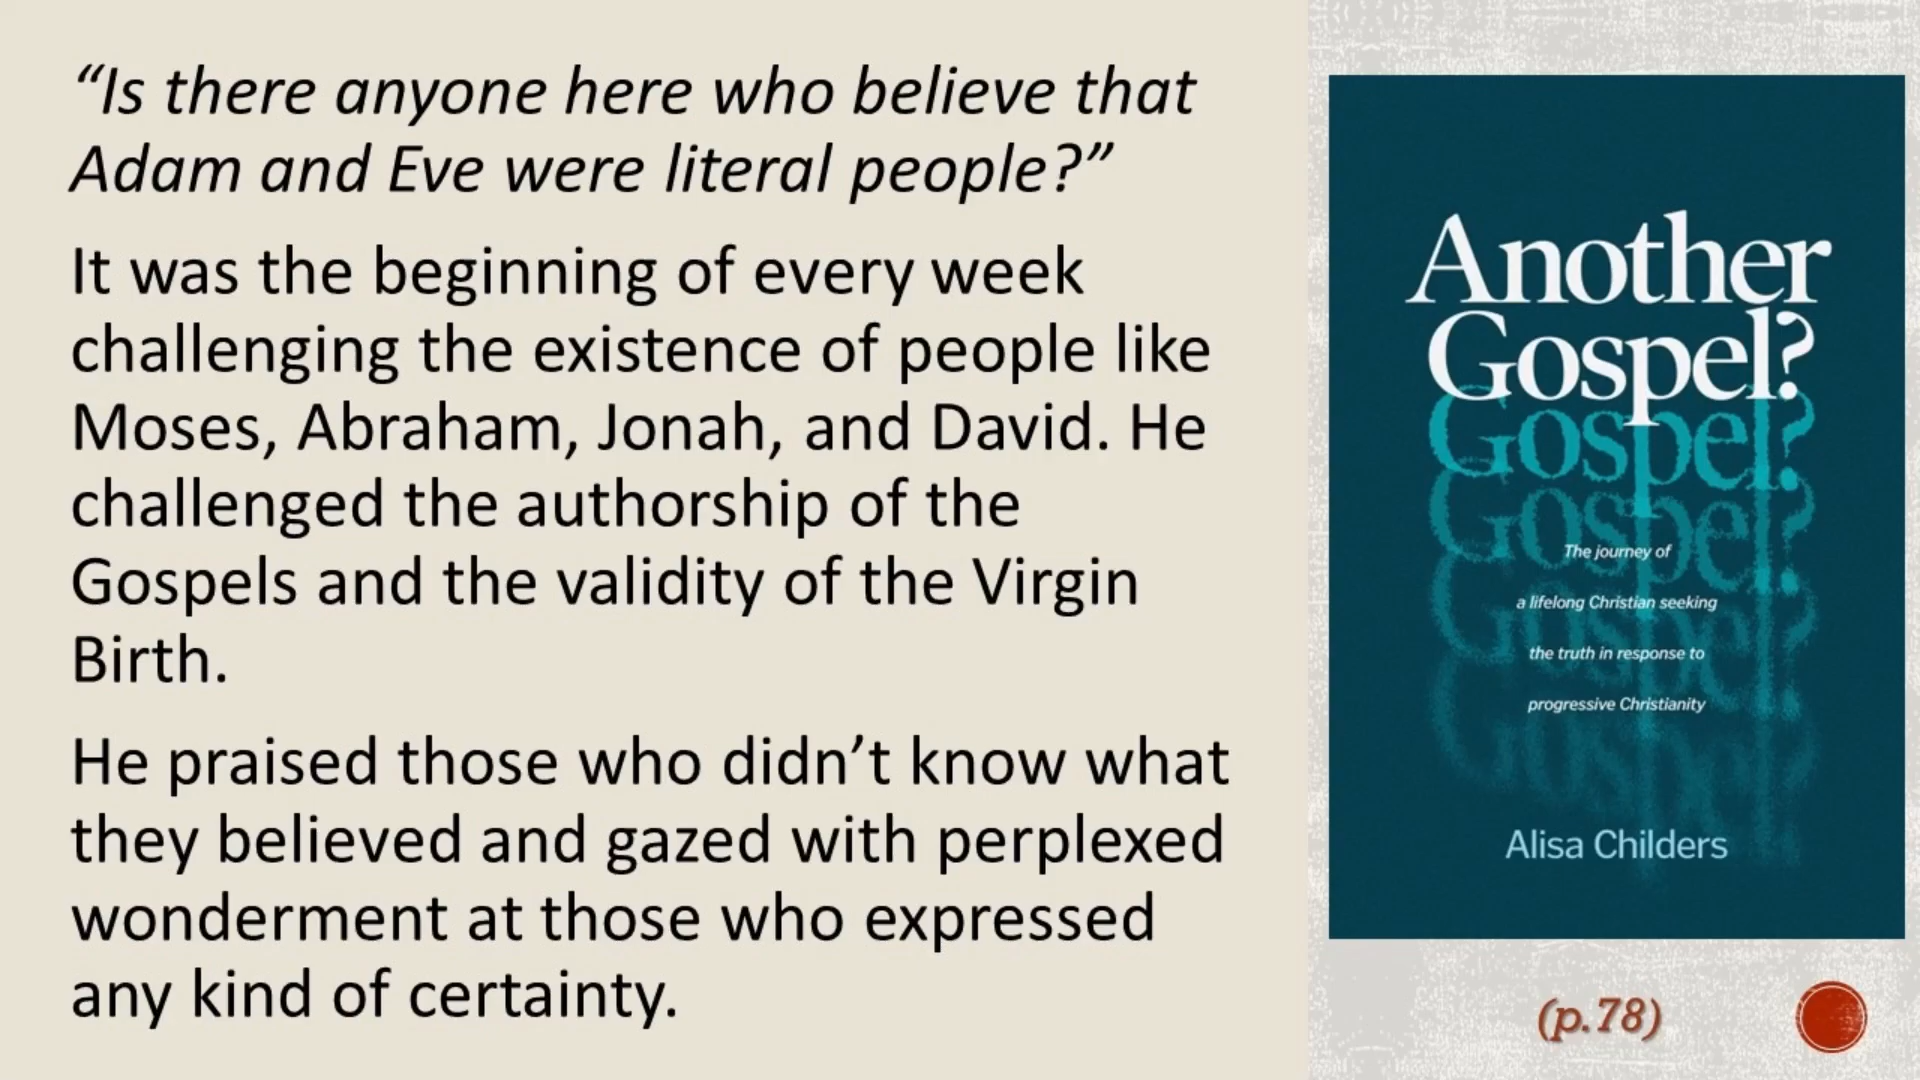 “Is there anyone here who believe that
Adam and Eve were literal people?”
It was the beginning of every week
challenging the existence of people like
Moses, Abraham, Jonah, and David. He
challenged the authorship of the
Gospels and the validity of the Virgin
Birth.
He praised those who didn’t know what
they believed and gazed with perplexed
wonderment at those who expressed
any kind of certainty.
Another
Gospel?
Gospel?
Gospel?
Gospel?
Gospel?
The journey of
a lifelong Christian seeking
the truth in response to
progressive Christianity
Alisa Childers
(p.78)